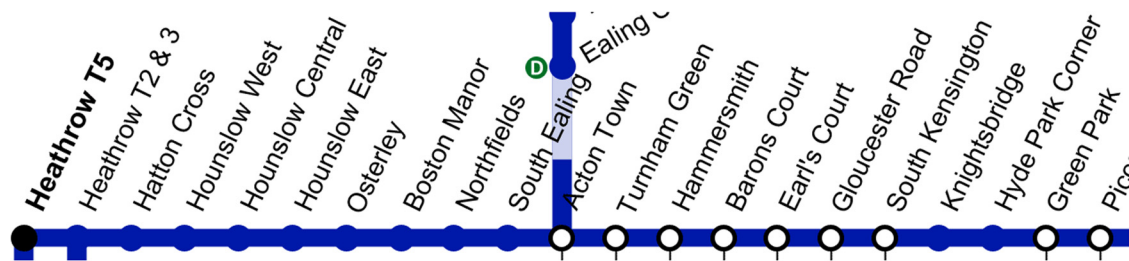 D
Ealing
Heathrow T5
Heathrow T2 & 3
Hatton Cross
Hounslow West
Hounslow Central
Hounslow East
Osterley
Boston Manor
Northfields
South Ealing
Acton Town
Turnham Green
Hammersmith
Barons Court
Earl's Court
Gloucester Road
South Kensington
Knightsbridge
Hyde Park Corner
Green Park